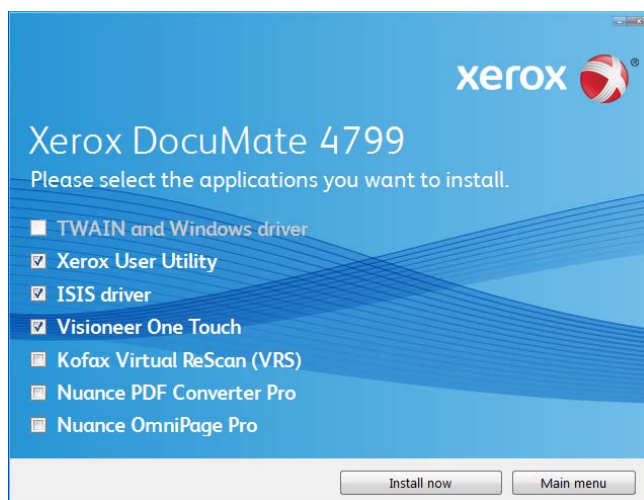 xerox ®
Xerox DocuMate 4799
Please select the applications you want to install.
TWAIN and Windows driver
Xerox User Utility
ISIS driver
Visioneer One Touch
Kofax Virtual ReScan (VRS)
Nuance PDF Converter Pro
Nuance OmniPage Pro
Install now Main menu